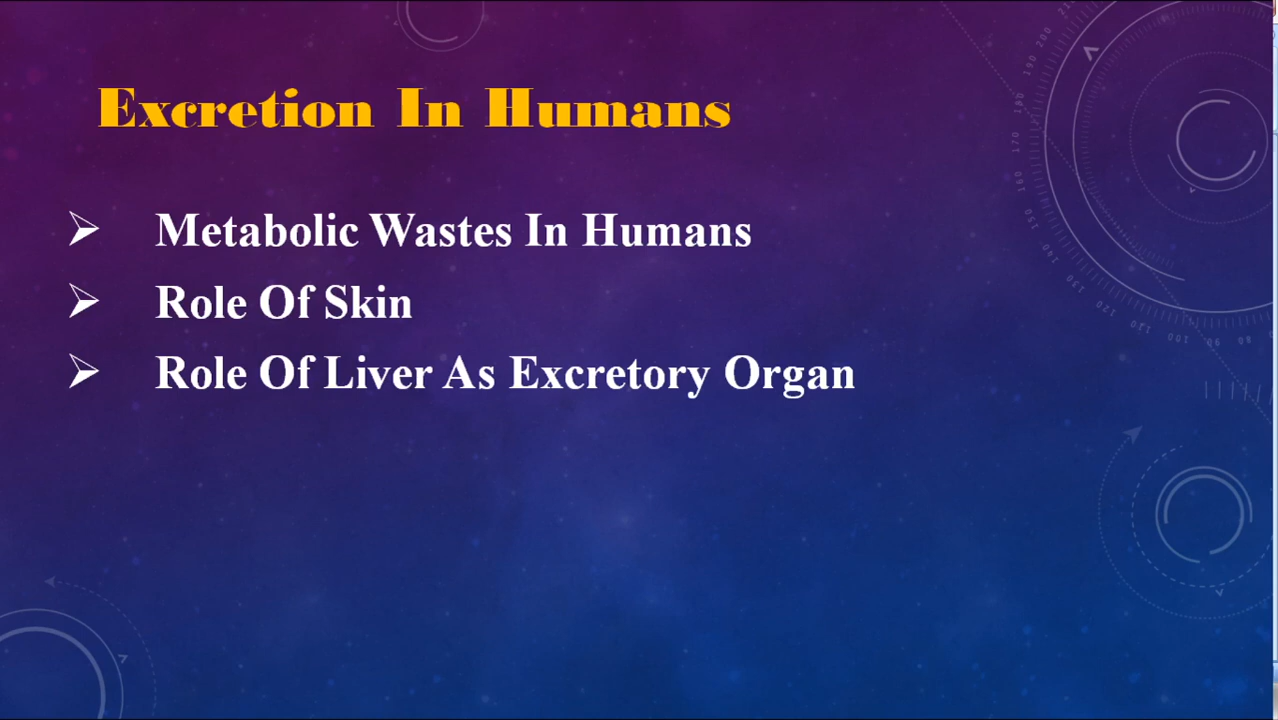 Excretion In Humans
➢ Metabolic Wastes In Humans
➢ Role Of Skin
➢ Role Of Liver As Excretory Organ